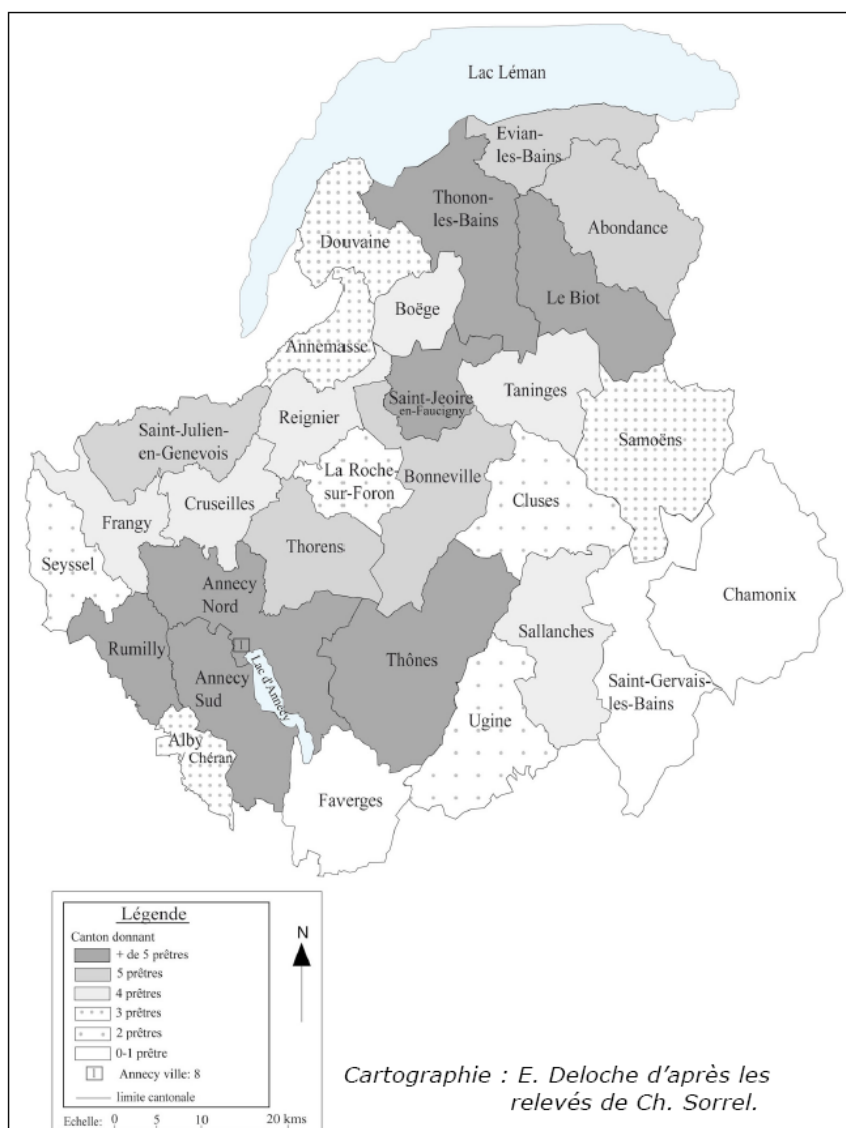 Lac Léman
Evian-
les-Bains
Thonon-
les-Bains
Abondance
Douvaine
Le Biot
Boëge
Annemasse
Saint-Jeoire
en-Faucigny
Taninges
Reignier
Saint-Julien-
en-Genevois
Samoëns
La Roche-
sur-Foron
Bonneville
Cluses
Cruseilles
Frangy
Thorens
Seyssel
Annecy
Nord
Chamonix
Sallanches
Rumilly
Thônes
Annecy
Sud
Lac d'Annecy
Saint-Gervais-
les-Bains
Ugine
Alby
/ Chéran
Faverges
Légende
Canton donnant
+ de 5 prêtres
5 prêtres
4 prêtres
3 prêtres
2 prêtres
0-1 prêtre
1 Annecy ville: 8
limite cantonale
Echelle: 0 5 10 20 kms
N
Cartographie : E. Deloche d'après les
relevés de Ch. Sorrel.